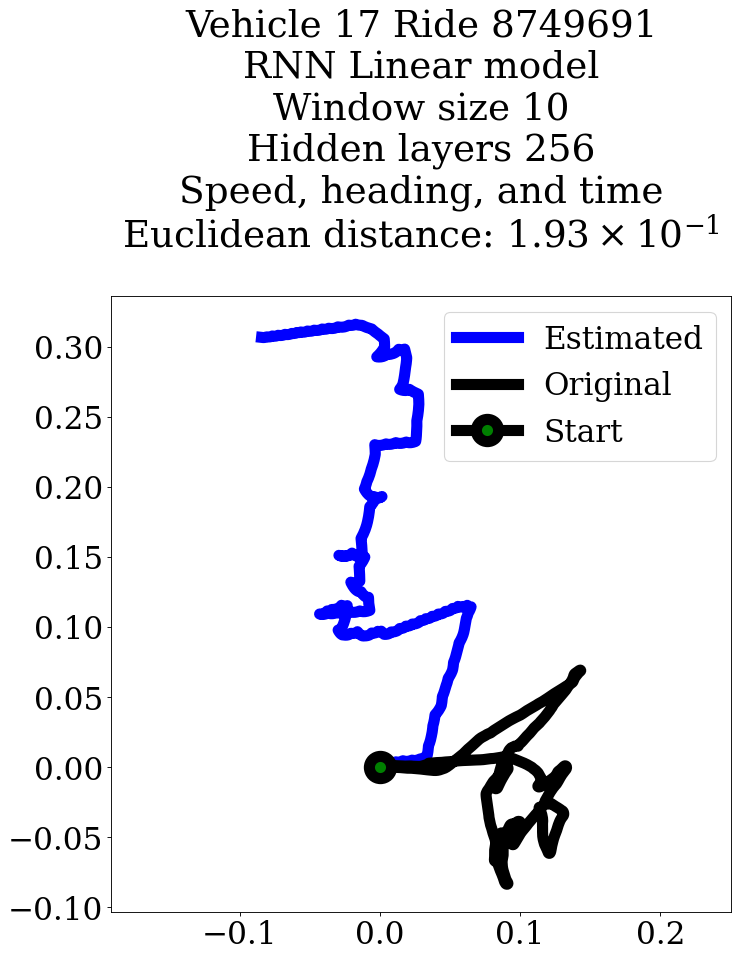 Vehicle 17 Ride 8749691
RNN Linear model
Window size 10
Hidden layers 256
Speed, heading, and time
Euclidean distance: 1.93 × 10⁻¹
Estimated
Original
Start
0.30
0.25
0.20
0.15
0.10
0.05
0.00
−0.05
−0.10
−0.1 0.0 0.1 0.2